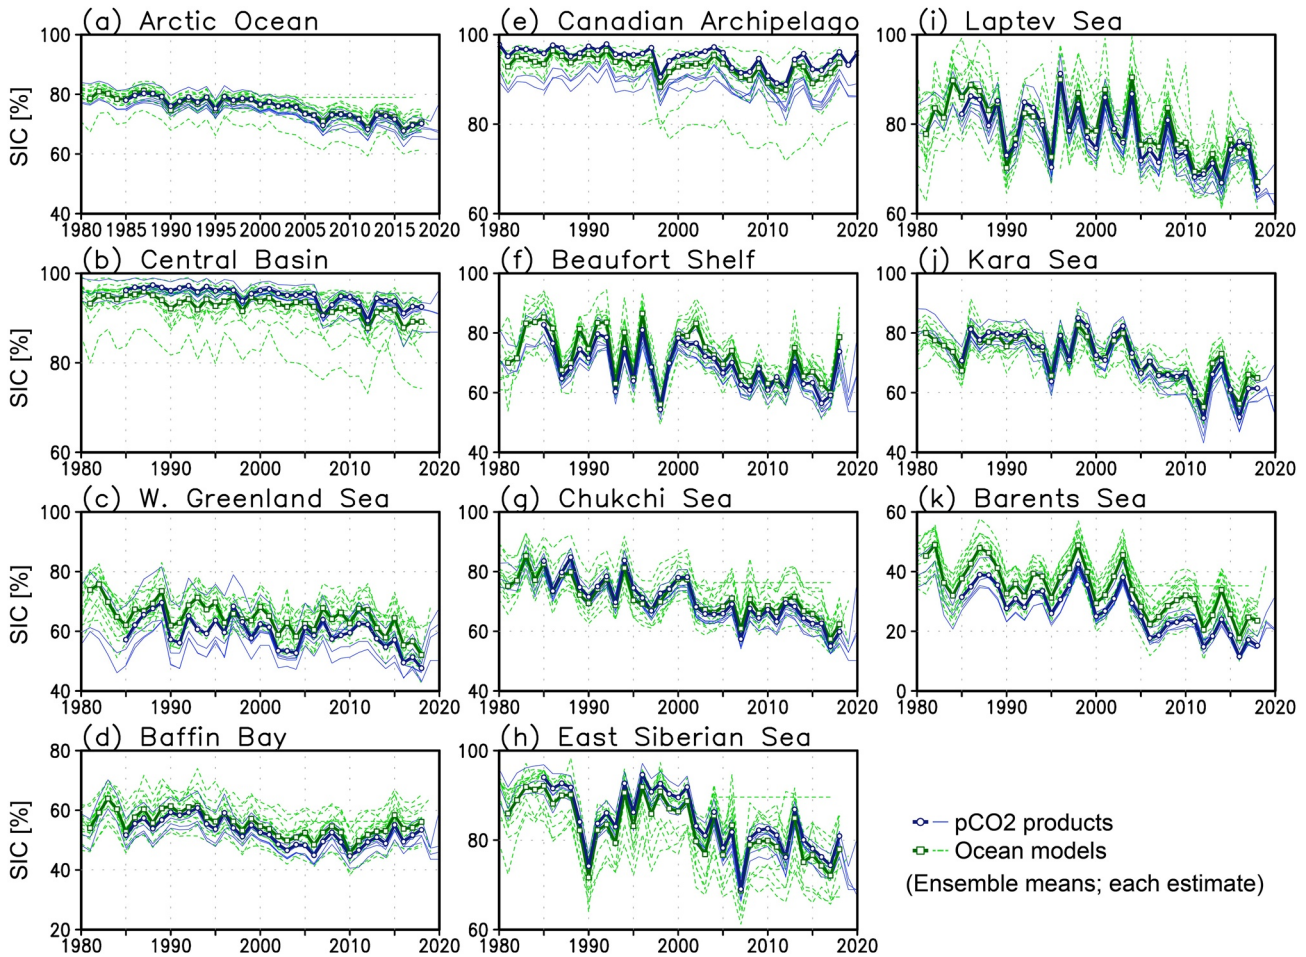 (a) Arctic Ocean
100
80
60
40
SIC [%]
1980 1985 1990 1995 2000 2005 2010 2015 2020
(e) Canadian Archipelago
100
80
60
1980 1990 2000 2010 2020
(i) Laptev Sea
100
80
60
1980 1990 2000 2010 2020
(b) Central Basin
100
80
60
SIC [%]
1980 1990 2000 2010 2020
(f) Beaufort Shelf
100
80
60
40
1980 1990 2000 2010 2020
(j) Kara Sea
100
80
60
40
1980 1990 2000 2010 2020
(c) W. Greenland Sea
100
80
60
40
SIC [%]
1980 1990 2000 2010 2020
(g) Chukchi Sea
100
80
60
40
1980 1990 2000 2010 2020
(k) Barents Sea
60
40
20
0
1980 1990 2000 2010 2020
(d) Baffin Bay
80
60
40
20
SIC [%]
1980 1990 2000 2010 2020
(h) East Siberian Sea
100
80
60
1980 1990 2000 2010 2020
pCO2 products
Ocean models
(Ensemble means; each estimate)